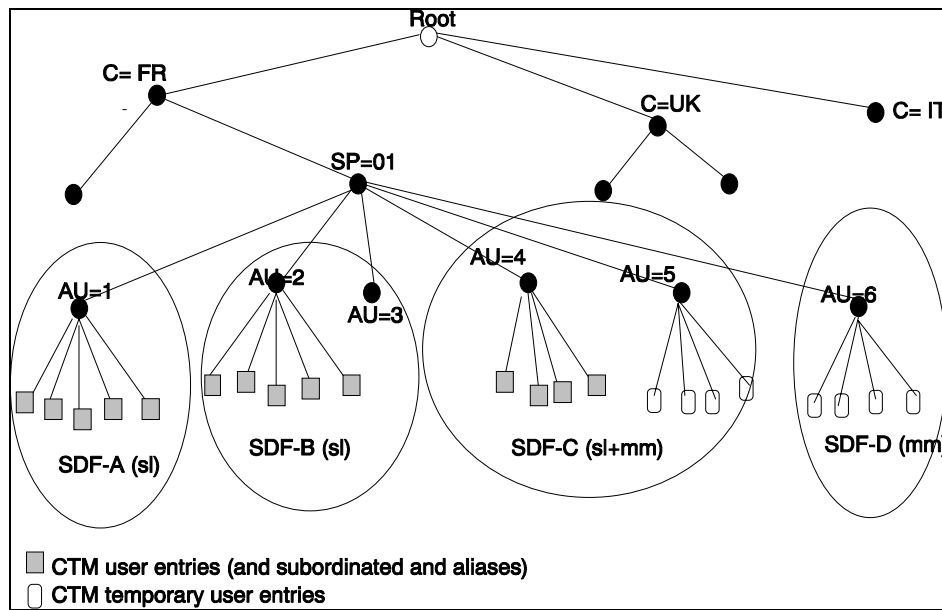 Root
C= FR
C=UK
C= IT
SP=01
AU=4
AU=5
AU=1
AU=2
AU=3
AU=6
SDF-A (sl)
SDF-B (sl)
SDF-C (sl+mm)
SDF-D (mm)
CTM user entries (and subordinated and aliases)
CTM temporary user entries